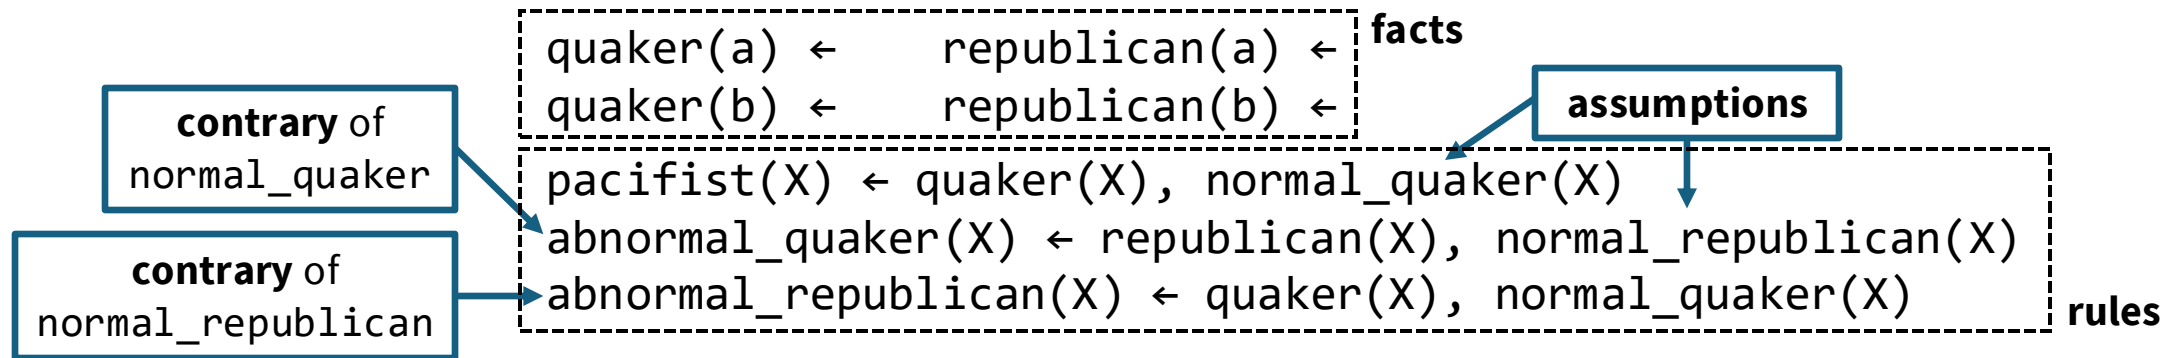 quaker(a) ←    republican(a) ←
quaker(b) ←    republican(b) ←
facts
assumptions
contrary of
normal_quaker
pacifist(X) ← quaker(X), normal_quaker(X)
abnormal_quaker(X) ← republican(X), normal_republican(X)
abnormal_republican(X) ← quaker(X), normal_quaker(X)
rules
contrary of
normal_republican